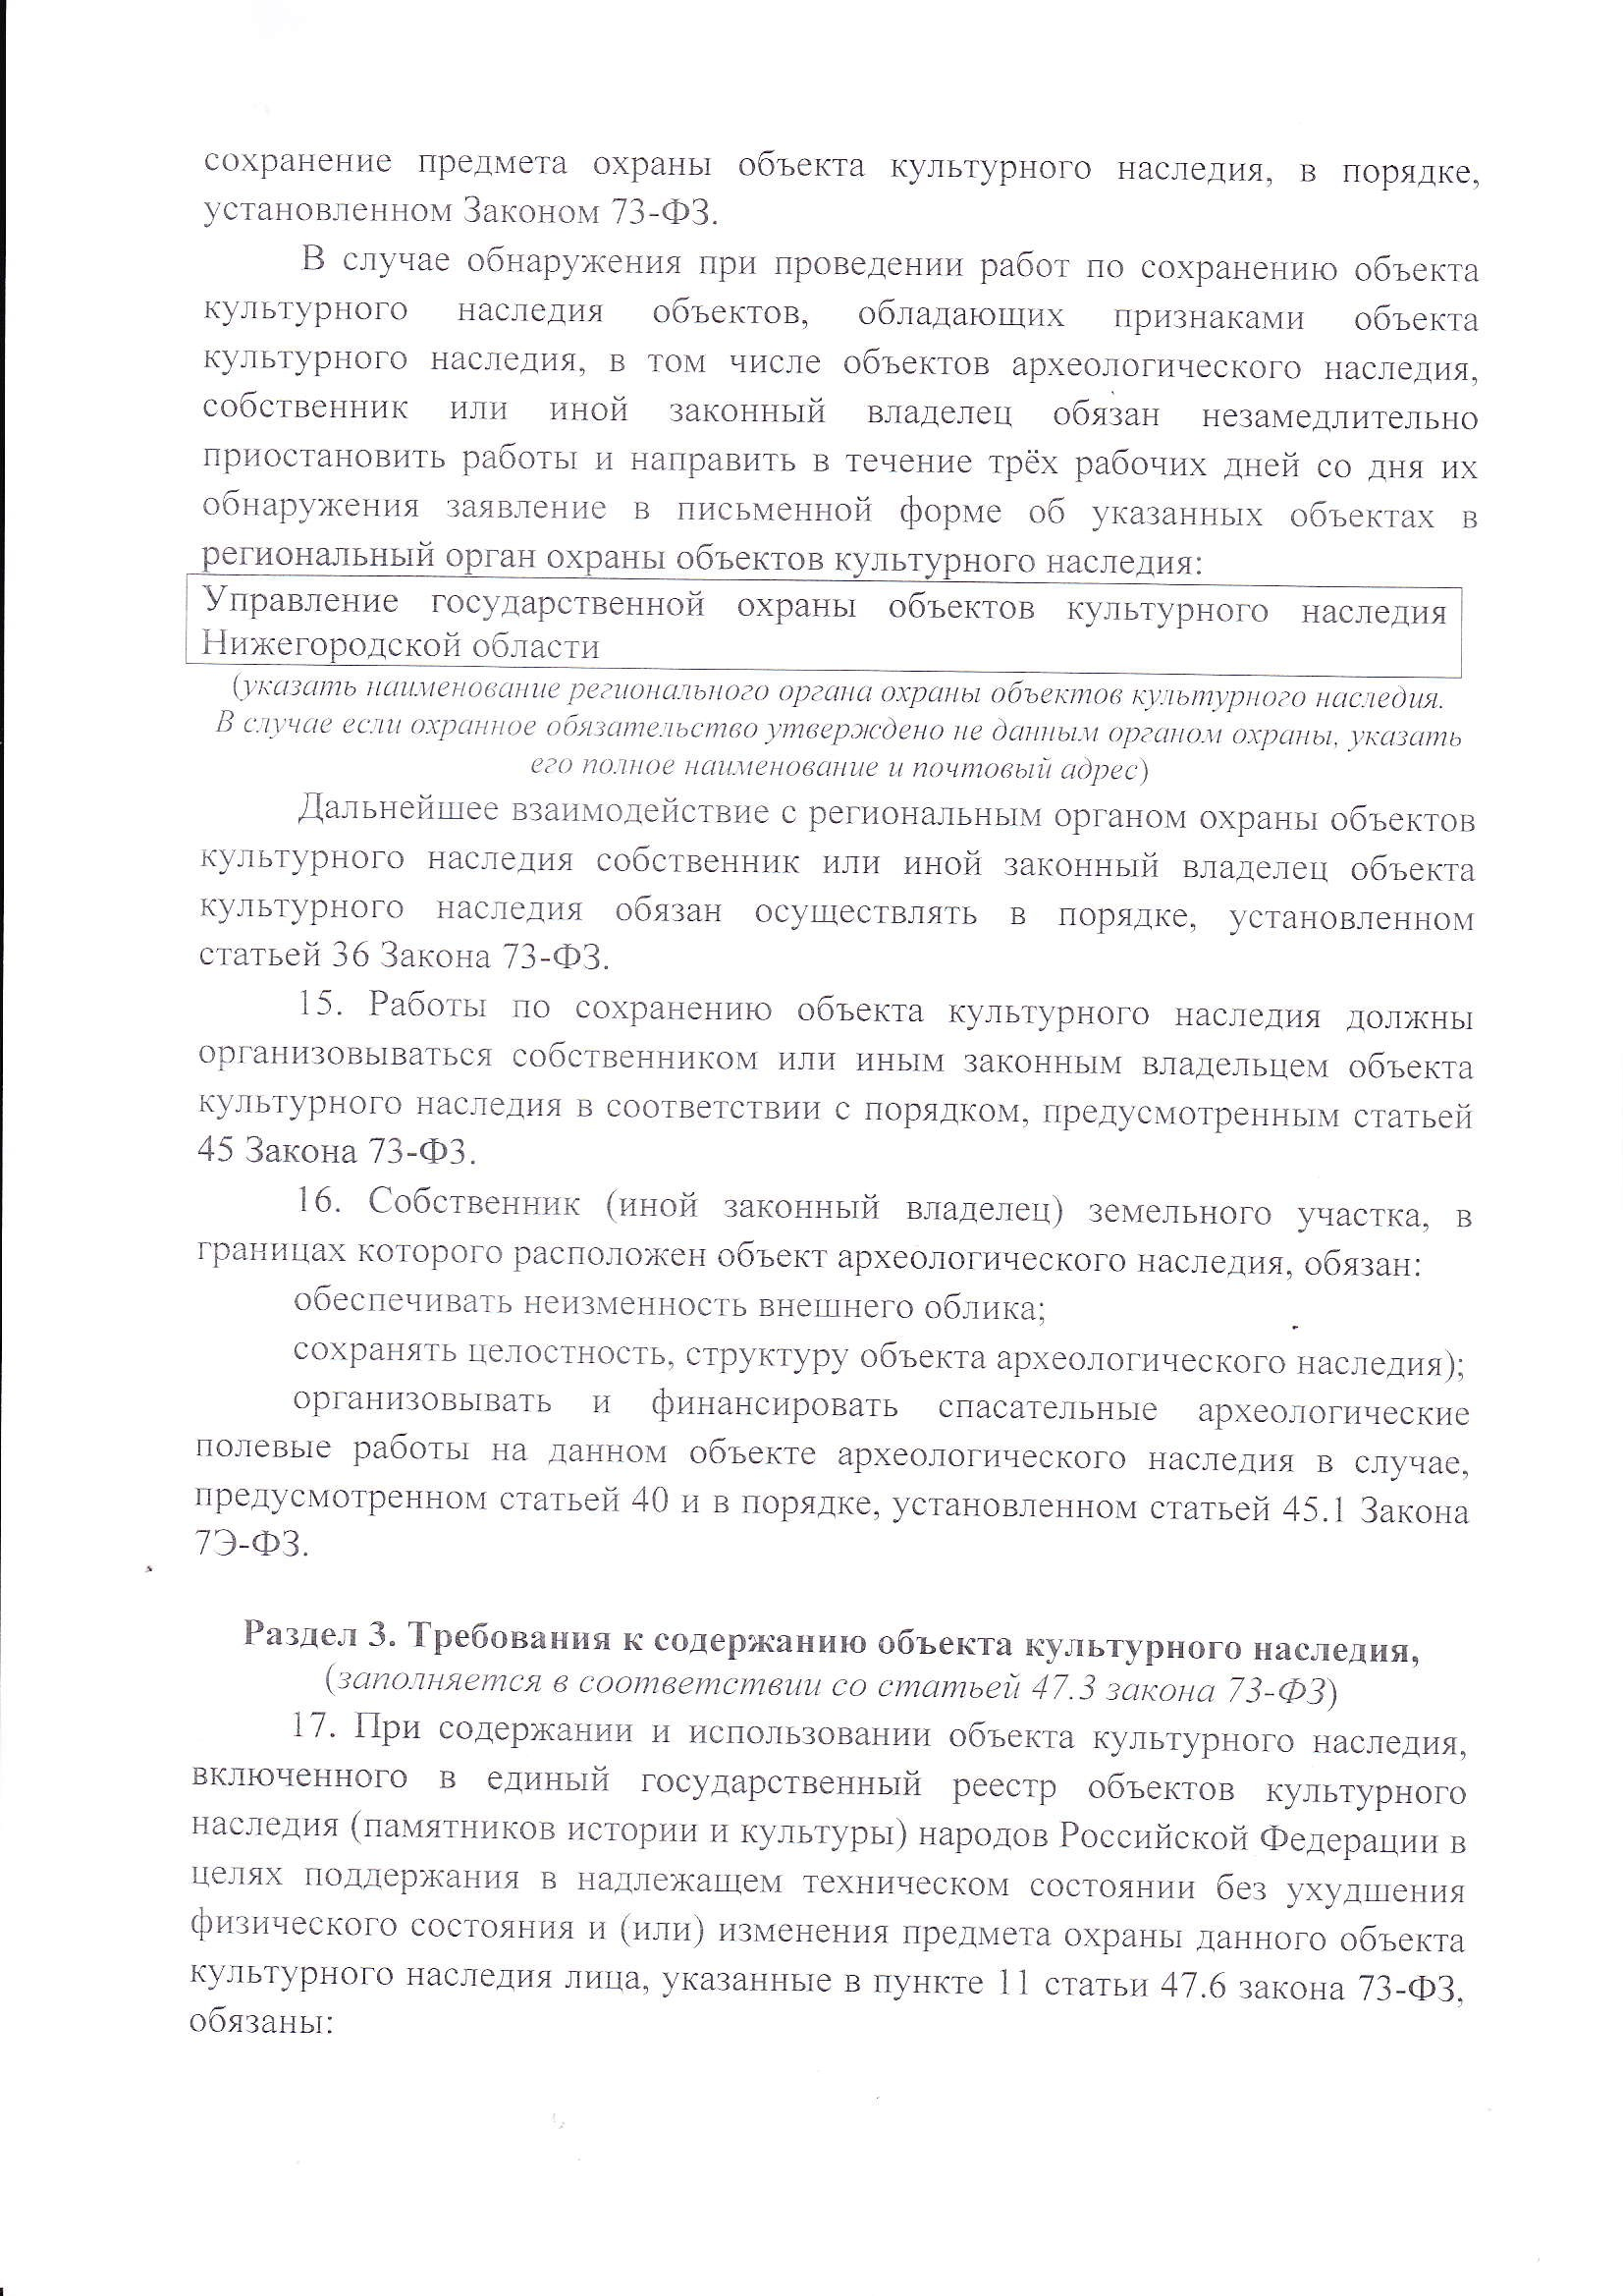 сохранение предмета охраны объекта культурного наследия, в порядке,
установленном Законом 73-ФЗ.
В случае обнаружения при проведении работ по сохранению объекта
культурного наследия объектов, обладающих признаками объекта
культурного наследия, в том числе объектов археологического наследия,
собственник или иной законный владелец обязан незамедлительно
приостановить работы и направить в течение трёх рабочих дней со дня их
обнаружения заявление в письменной форме об указанных объектах в
региональный орган охраны объектов культурного наследия:
Управление государственной охраны объектов культурного наследия
Нижегородской области
(указать наименование регионального органа охраны объектов культурного наследия.
В случае если охранное обязательство утверждено не данным органом охраны, указать
его полное наименование и почтовый адрес)
Дальнейшее взаимодействие с региональным органом охраны объектов
культурного наследия собственник или иной законный владелец объекта
культурного наследия обязан осуществлять в порядке, установленном
статьей 36 Закона 73-ФЗ.
15. Работы по сохранению объекта культурного наследия должны
организовываться собственником или иным законным владельцем объекта
культурного наследия в соответствии с порядком, предусмотренным статьей
45 Закона 73-ФЗ.
16. Собственник (иной законный владелец) земельного участка, в
границах которого расположен объект археологического наследия, обязан:
обеспечивать неизменность внешнего облика;
сохранять целостность, структуру объекта археологического наследия);
организовывать и финансировать спасательные археологические
полевые работы на данном объекте археологического наследия в случае,
предусмотренном статьей 40 и в порядке, установленном статьей 45.1 Закона
7Э-ФЗ.
Раздел 3. Требования к содержанию объекта культурного наследия,
(заполняется в соответствии со статьей 47.3 закона 73-ФЗ)
17. При содержании и использовании объекта культурного наследия,
включенного в единый государственный реестр объектов культурного
наследия (памятников истории и культуры) народов Российской Федерации в
целях поддержания в надлежащем техническом состоянии без ухудшения
физического состояния и (или) изменения предмета охраны данного объекта
культурного наследия лица, указанные в пункте 11 статьи 47.6 закона 73-ФЗ,
обязаны: